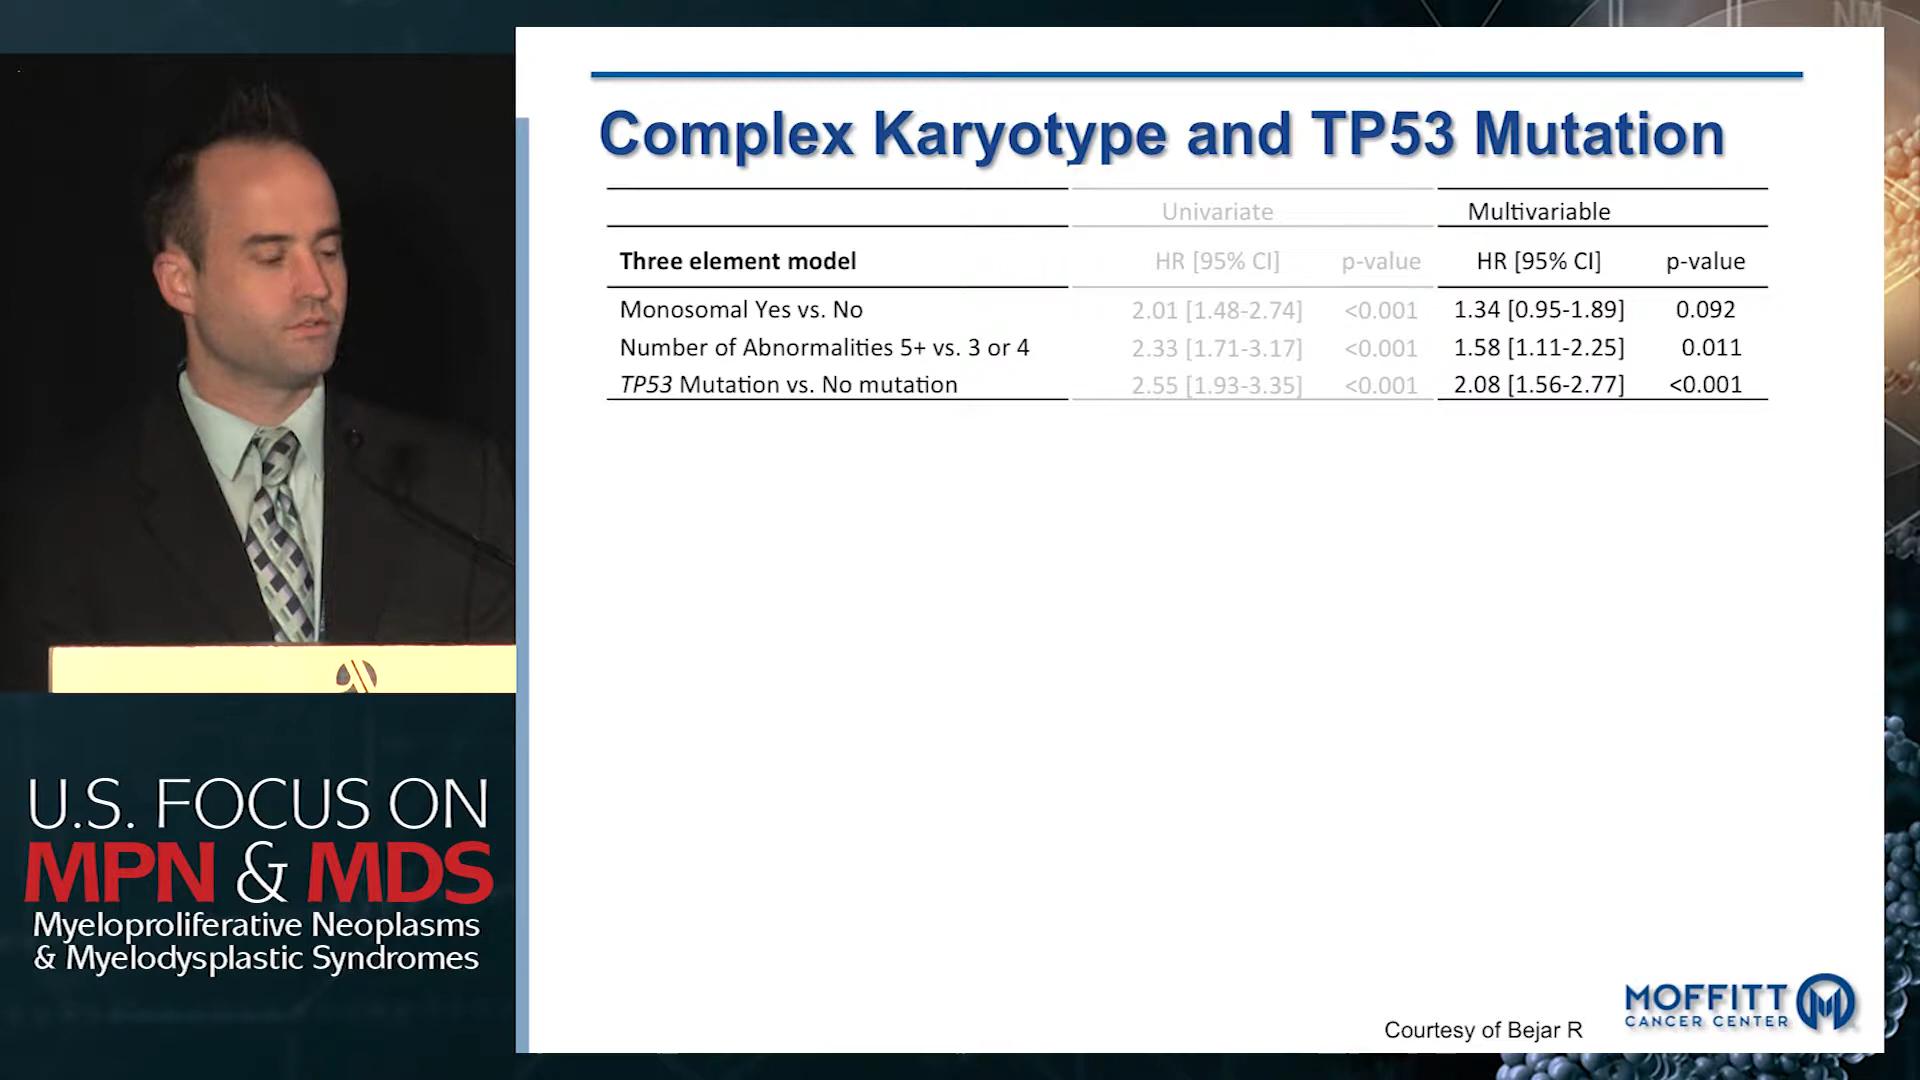 NM
Complex Karyotype and TP53 Mutation
Univariate Multivariable
Three element model HR [95% CI] p-value HR [95% CI] p-value
Monosomal Yes vs. No 2.01 [1.48-2.74] <0.001 1.34 [0.95-1.89] 0.092
Number of Abnormalities 5+ vs. 3 or 4 2.33 [1.71-3.17] <0.001 1.58 [1.11-2.25] 0.011
TP53 Mutation vs. No mutation 2.55 [1.93-3.35] <0.001 2.08 [1.56-2.77] <0.001
U.S. FOCUS ON
MPN & MDS
Myeloproliferative Neoplasms
& Myelodysplastic Syndromes
Courtesy of Bejar R
MOFFITT
CANCER CENTER